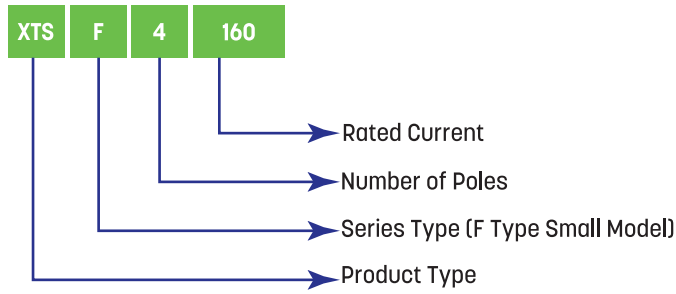 XTS F 4 160
Rated Current
Number of Poles
Series Type (F Type Small Model)
Product Type